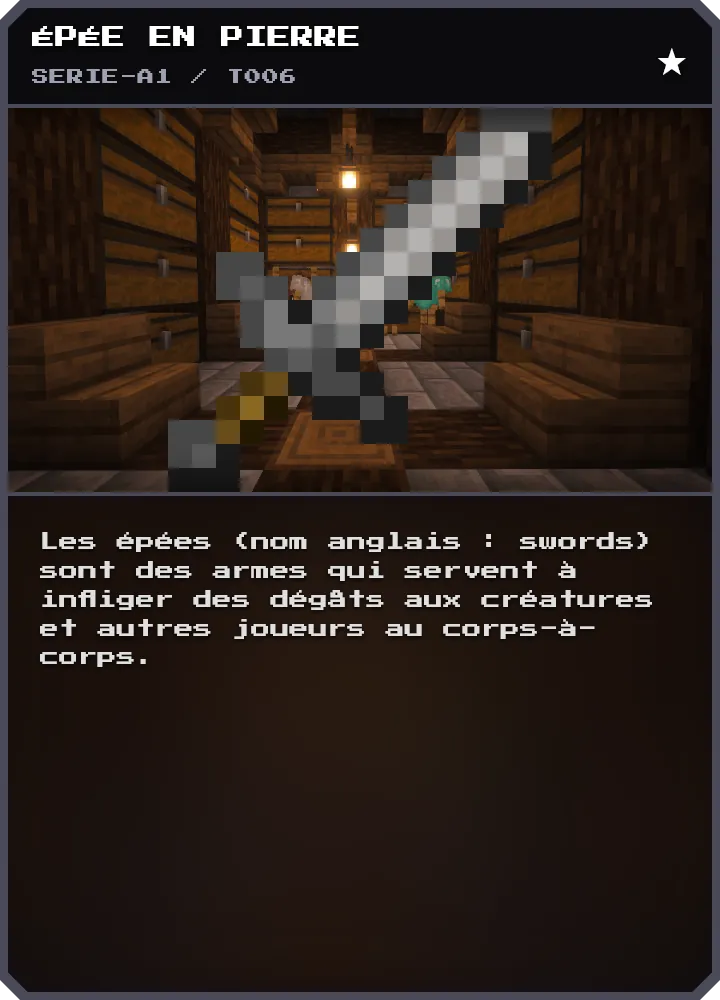 éPéE EN PIERRE
SERIE-A1 / T006
Les épées (nom anglais : swords)
sont des armes qui servent à
infliger des dégâts aux créatures
et autres joueurs au corps-à-
corps.